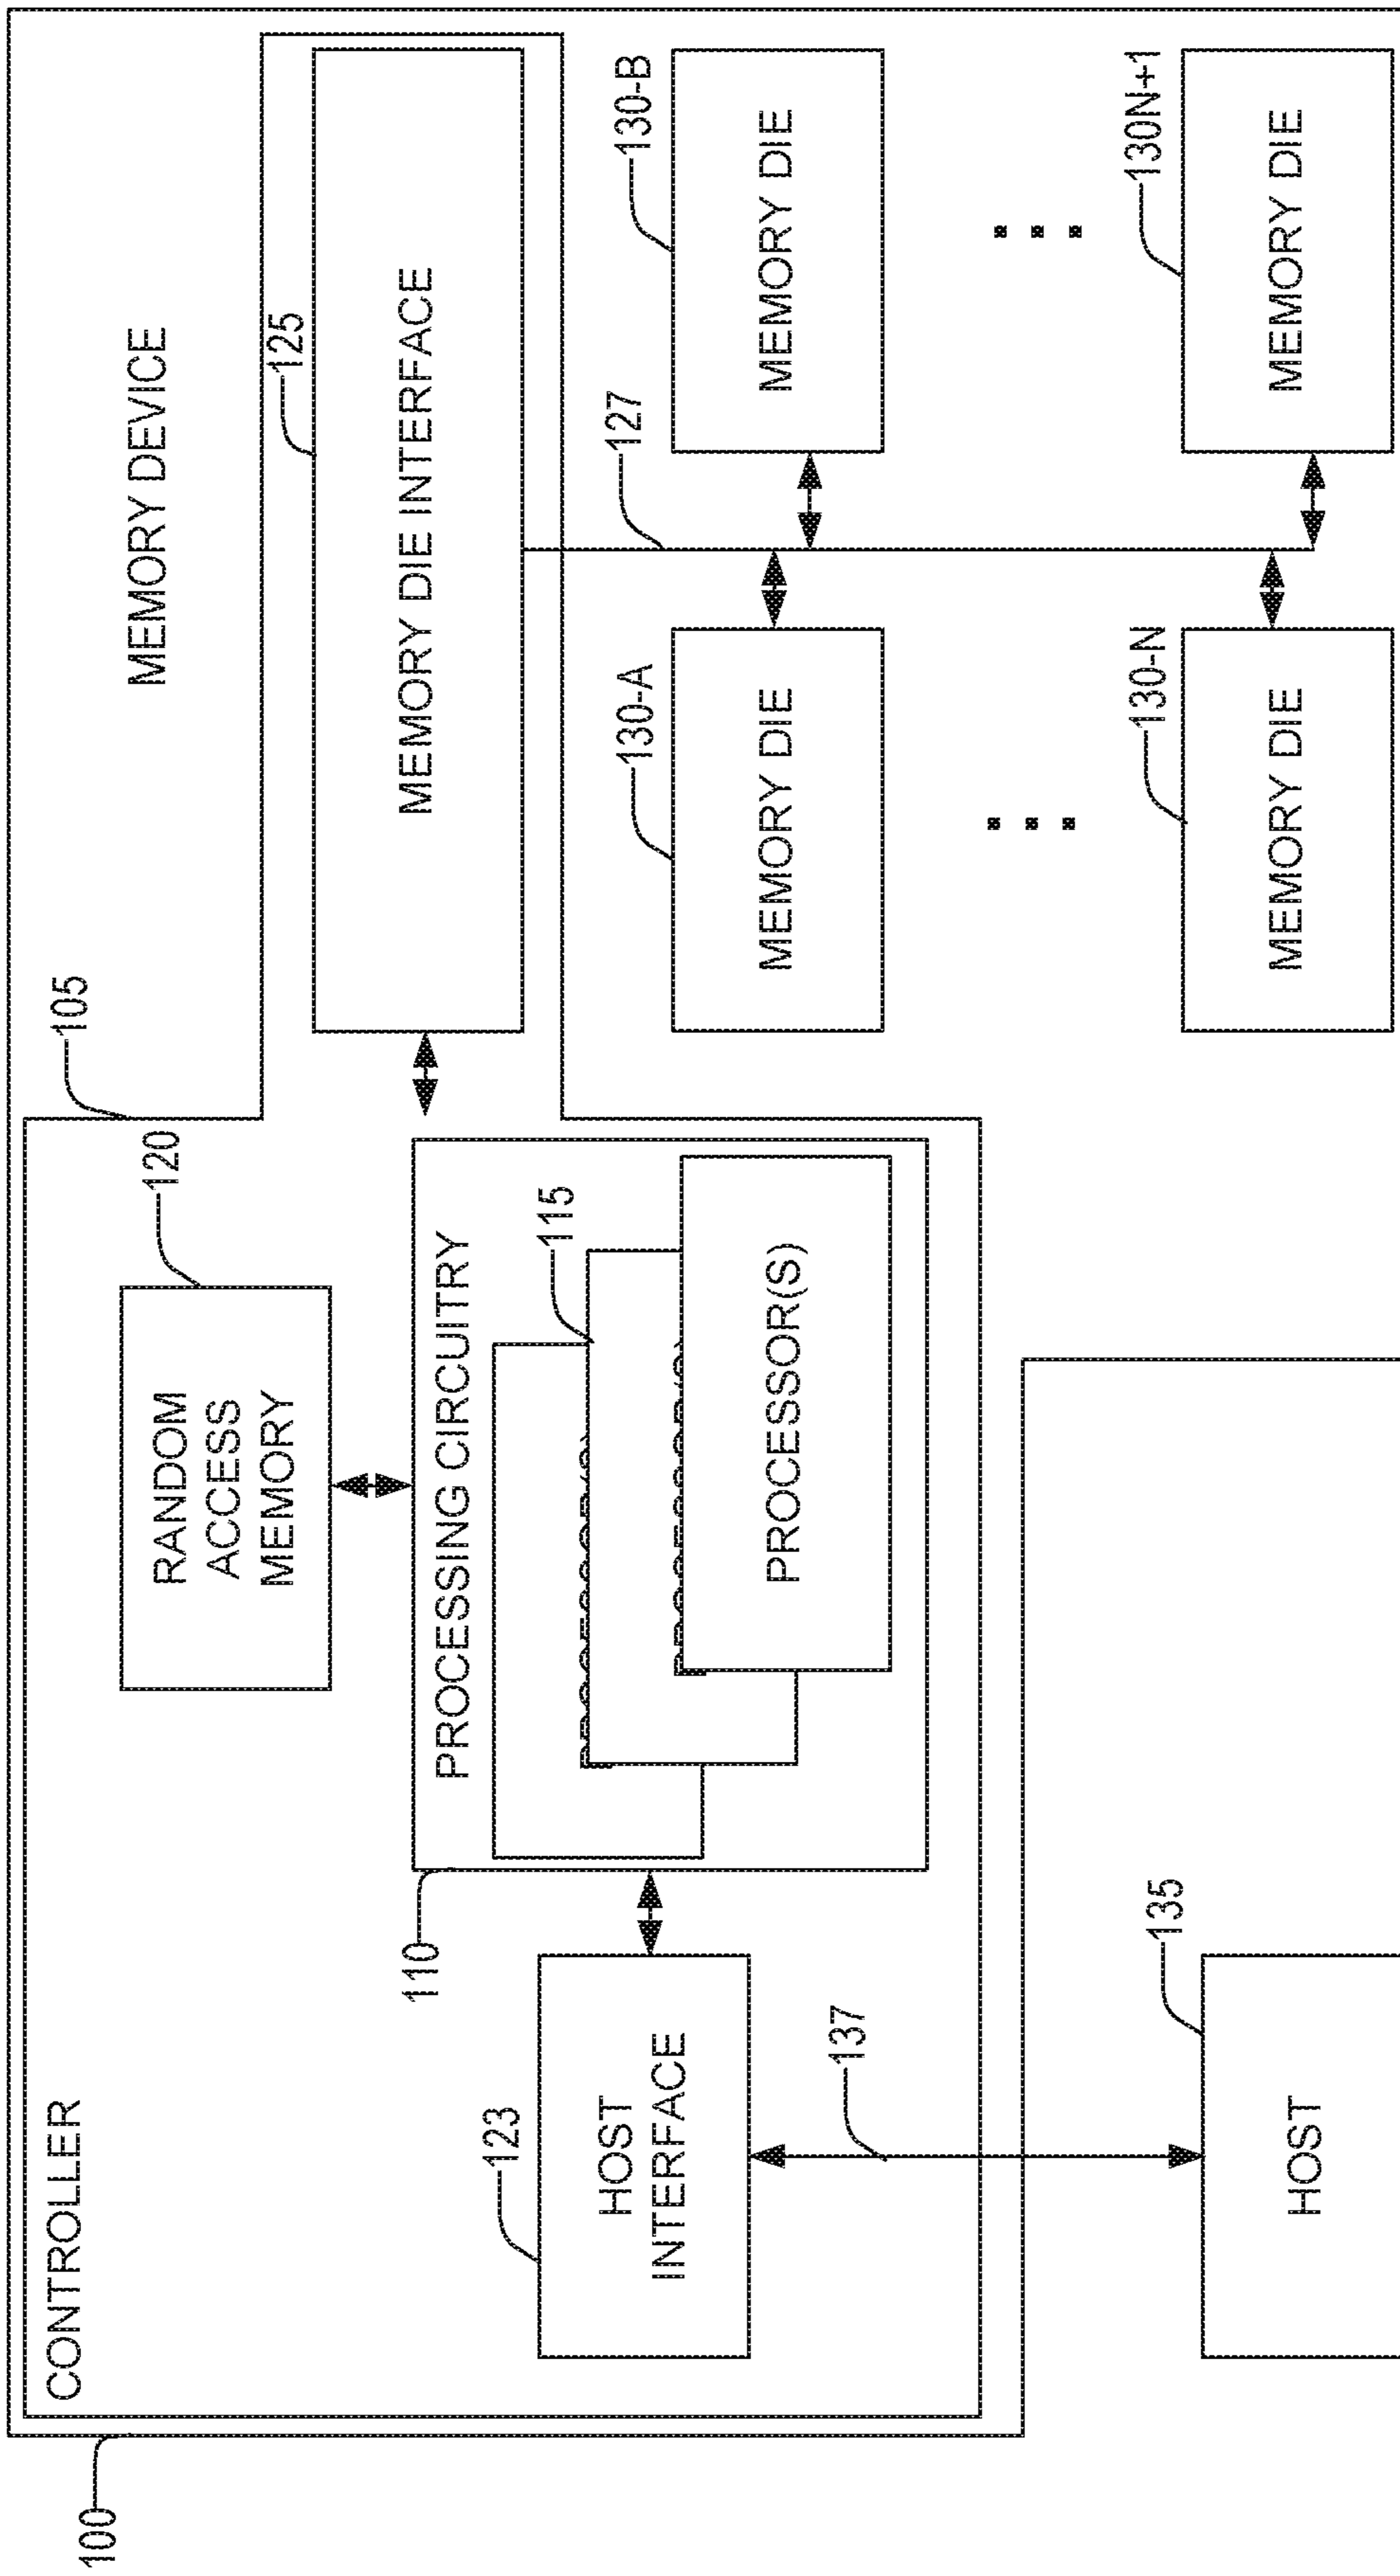 100
CONTROLLER
105
MEMORY DEVICE
RANDOM
ACCESS
MEMORY
120
125
MEMORY DIE INTERFACE
110
PROCESSING CIRCUITRY
115
PROCESSOR(S)
123
HOST
INTERFACE
137
127
130-A
MEMORY DIE
130-B
MEMORY DIE
130-N
MEMORY DIE
130N+1
MEMORY DIE
135
HOST